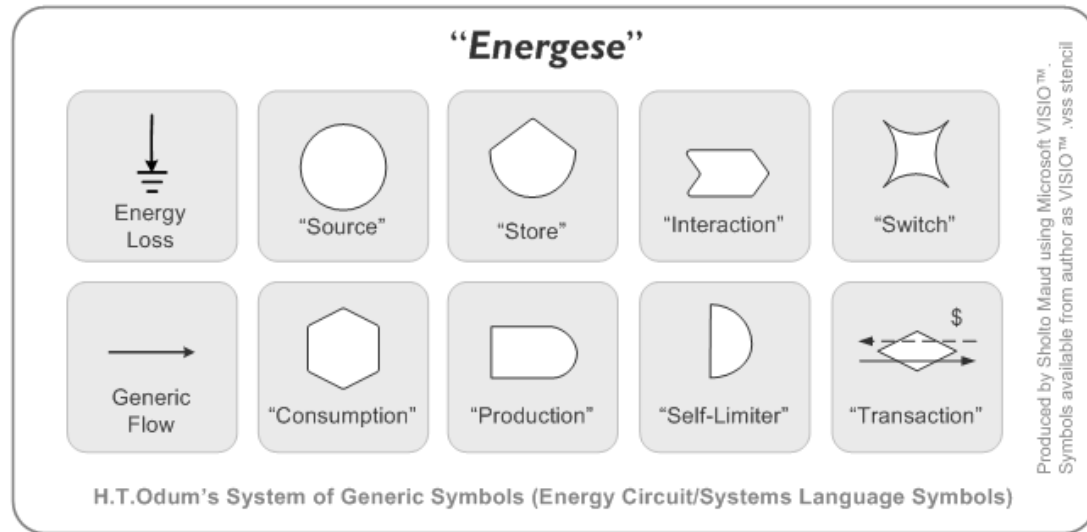 “Energese”
Energy
Loss
“Source”
“Store”
“Interaction”
“Switch”
Generic
Flow
“Consumption”
“Production”
“Self-Limiter”
$
“Transaction”
H.T.Odum’s System of Generic Symbols (Energy Circuit/Systems Language Symbols)
Produced by Sholto Maud using Microsoft VISIO™.
Symbols available from author as VISIO™ .vss stencil